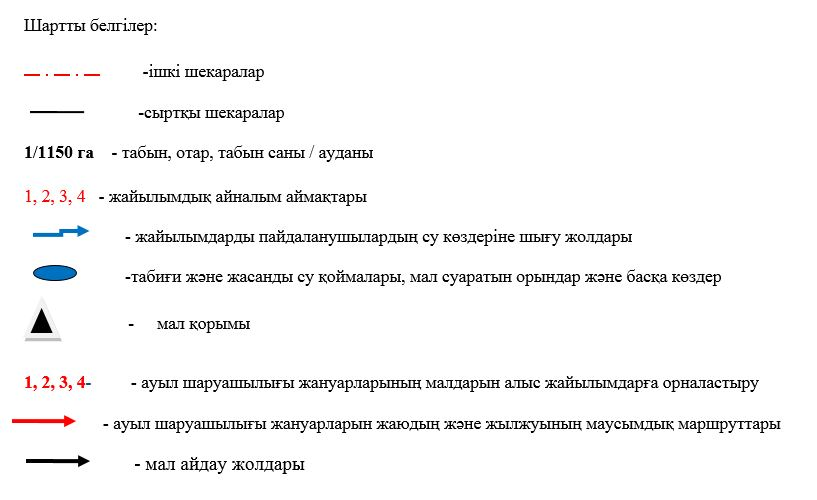 Шартты белгілер:
-ішкі шекаралар
-сыртқы шекаралар
1/1150 га - табын, отар, табын саны / ауданы
1, 2, 3, 4 - жайылымдық айналым аймақтары
- жайылымдарды пайдаланушылардың су көздеріне шығу жолдары
-табиғи және жасанды су қоймалары, мал суаратын орындар және басқа көздер
- мал қорымы
1, 2, 3, 4- - ауыл шаруашылығы жануарларының малдарын алыс жайылымдарға орналастыру
- ауыл шаруашылығы жануарларын жаюдың және жылжуының маусымдық маршруттары
- мал айдау жолдары